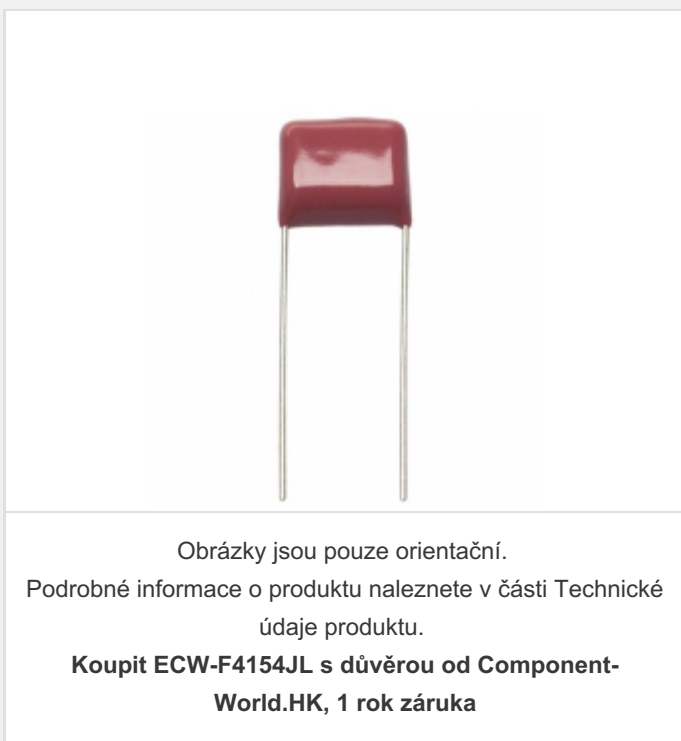 Obrázky jsou pouze orientační.
Podrobné informace o produktu naleznete v části Technické
údaje produktu.
Koupit ECW-F4154JL s důvěrou od Component-
World.HK, 1 rok záruka